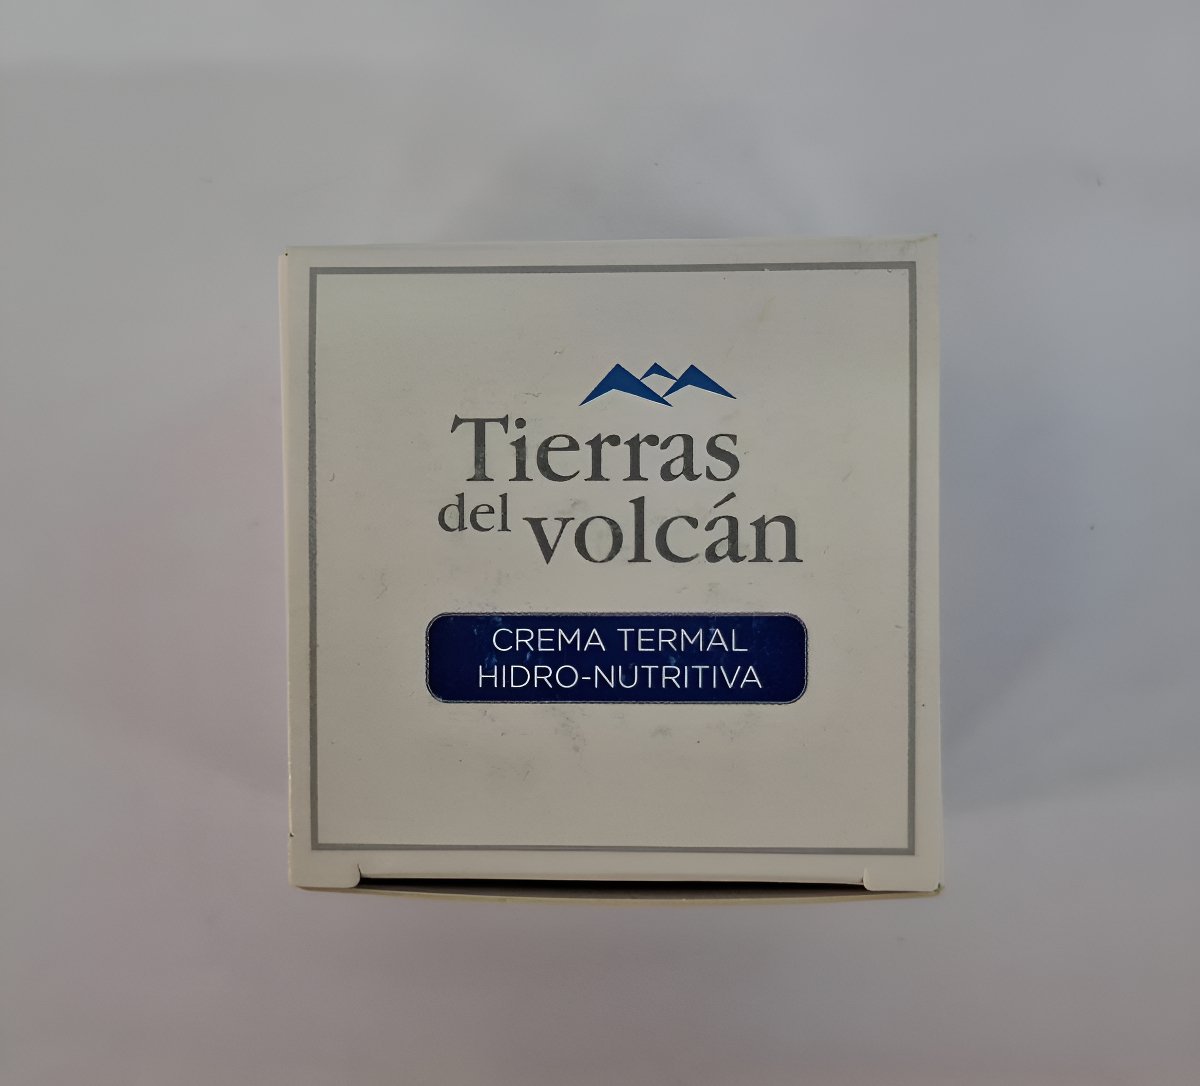 Tierras
del volcán
CREMA TERMAL
HIDRO-NUTRITIVA